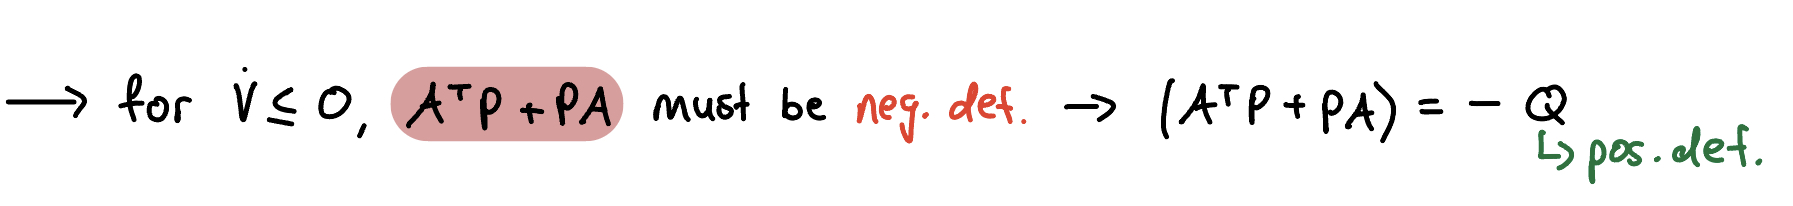 → for V̇ ≤ 0, AᵀP + PA must be neg. def. → (AᵀP + PA) = - Q
↳ pos. def.